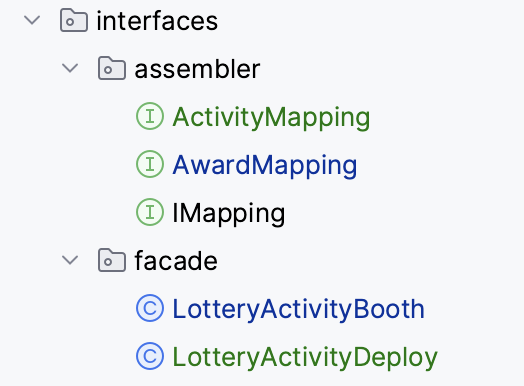 interfaces
assembler
ActivityMapping
AwardMapping
IMapping
facade
LotteryActivityBooth
LotteryActivityDeploy